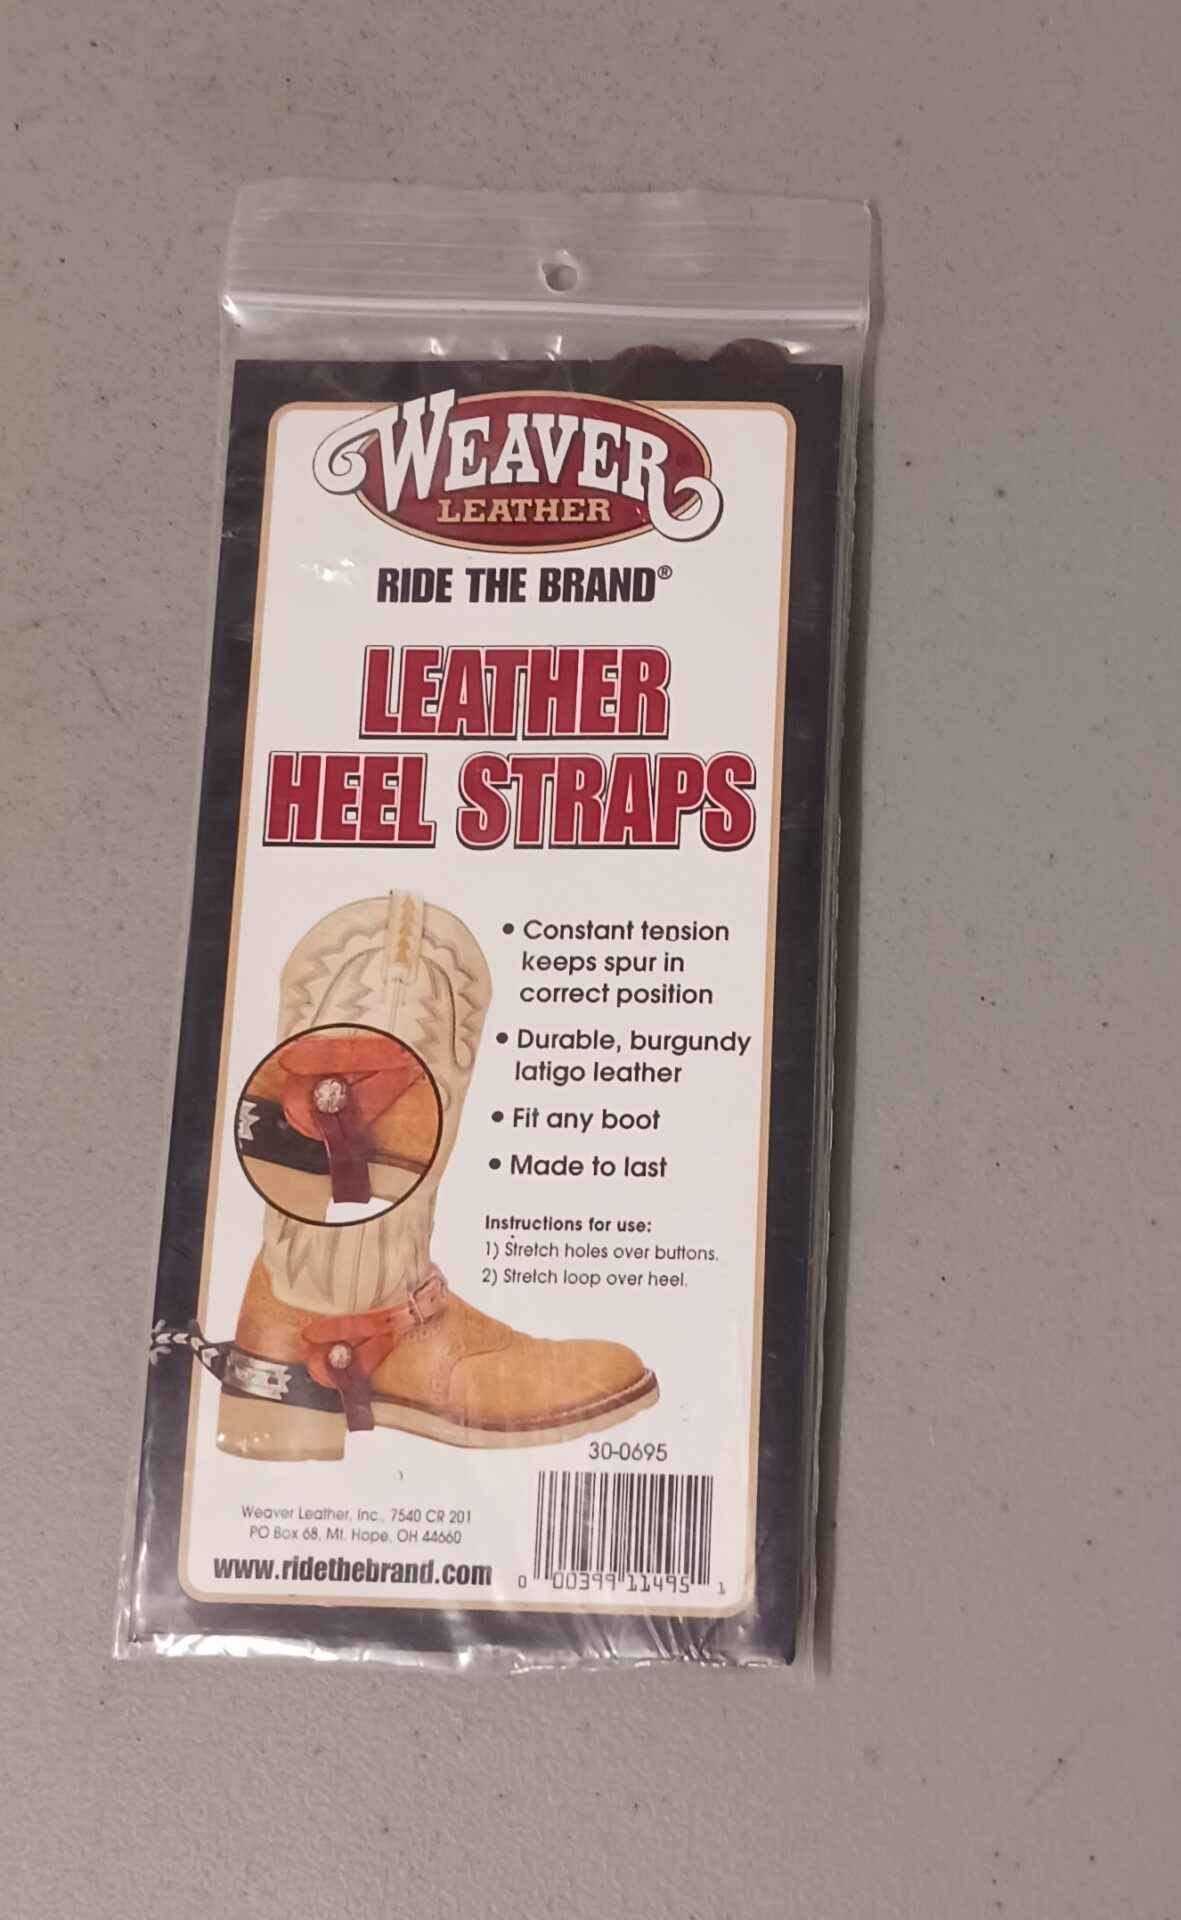 WEAVER
LEATHER
RIDE THE BRAND®
LEATHER
HEEL STRAPS
• Constant tension
keeps spur in
correct position
• Durable, burgundy
latigo leather
• Fit any boot
• Made to last
Instructions for use:
1) Stretch holes over buttons.
2) Stretch loop over heel.
30-0695
Weaver Leather, Inc., 7540 CR 201
PO Box 68, Mt. Hope, OH 44660
www.ridethebrand.com
0 00399 11495 1